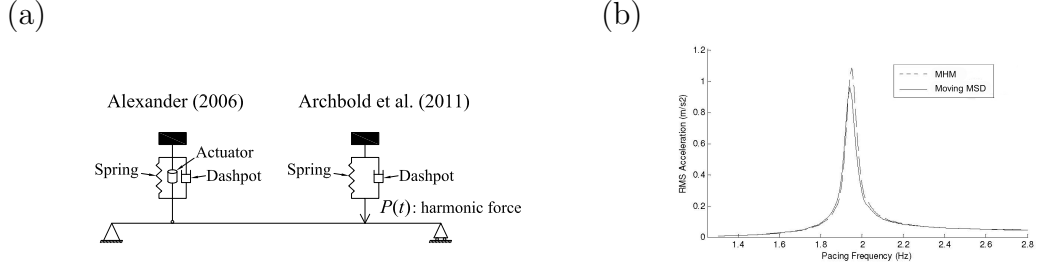 (a)
Alexander (2006)
Archbold et al. (2011)
Spring
Actuator
Dashpot
Spring
Dashpot
P(t): harmonic force
(b)
RMS Acceleration (m/s2)
1.2
1
0.8
0.6
0.4
0.2
0
MHM
Moving MSD
1.4 1.6 1.8 2 2.2 2.4 2.6 2.8
Pacing Frequency (Hz)